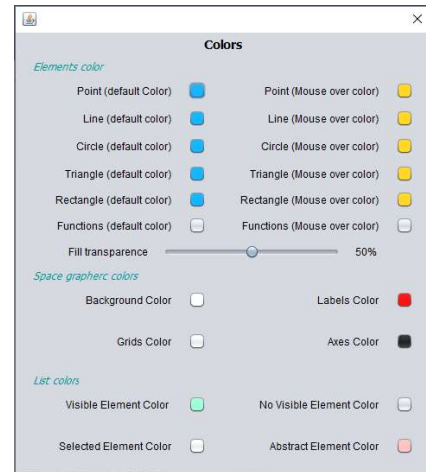 Colors
Elements color
Point (default Color) Point (Mouse over color)
Line (default Color) Line (Mouse over color)
Circle (default Color) Circle (Mouse over color)
Triangle (default Color) Triangle (Mouse over color)
Rectangle (default Color) Rectangle (Mouse over color)
Functions (default color) Functions (Mouse over color)
Fill transparence 50%
Space grapherc colors
Background Color Labels Color
Grids Color Axes Color
List colors
Visible Element Color No Visible Element Color
Selected Element Color Abstract Element Color